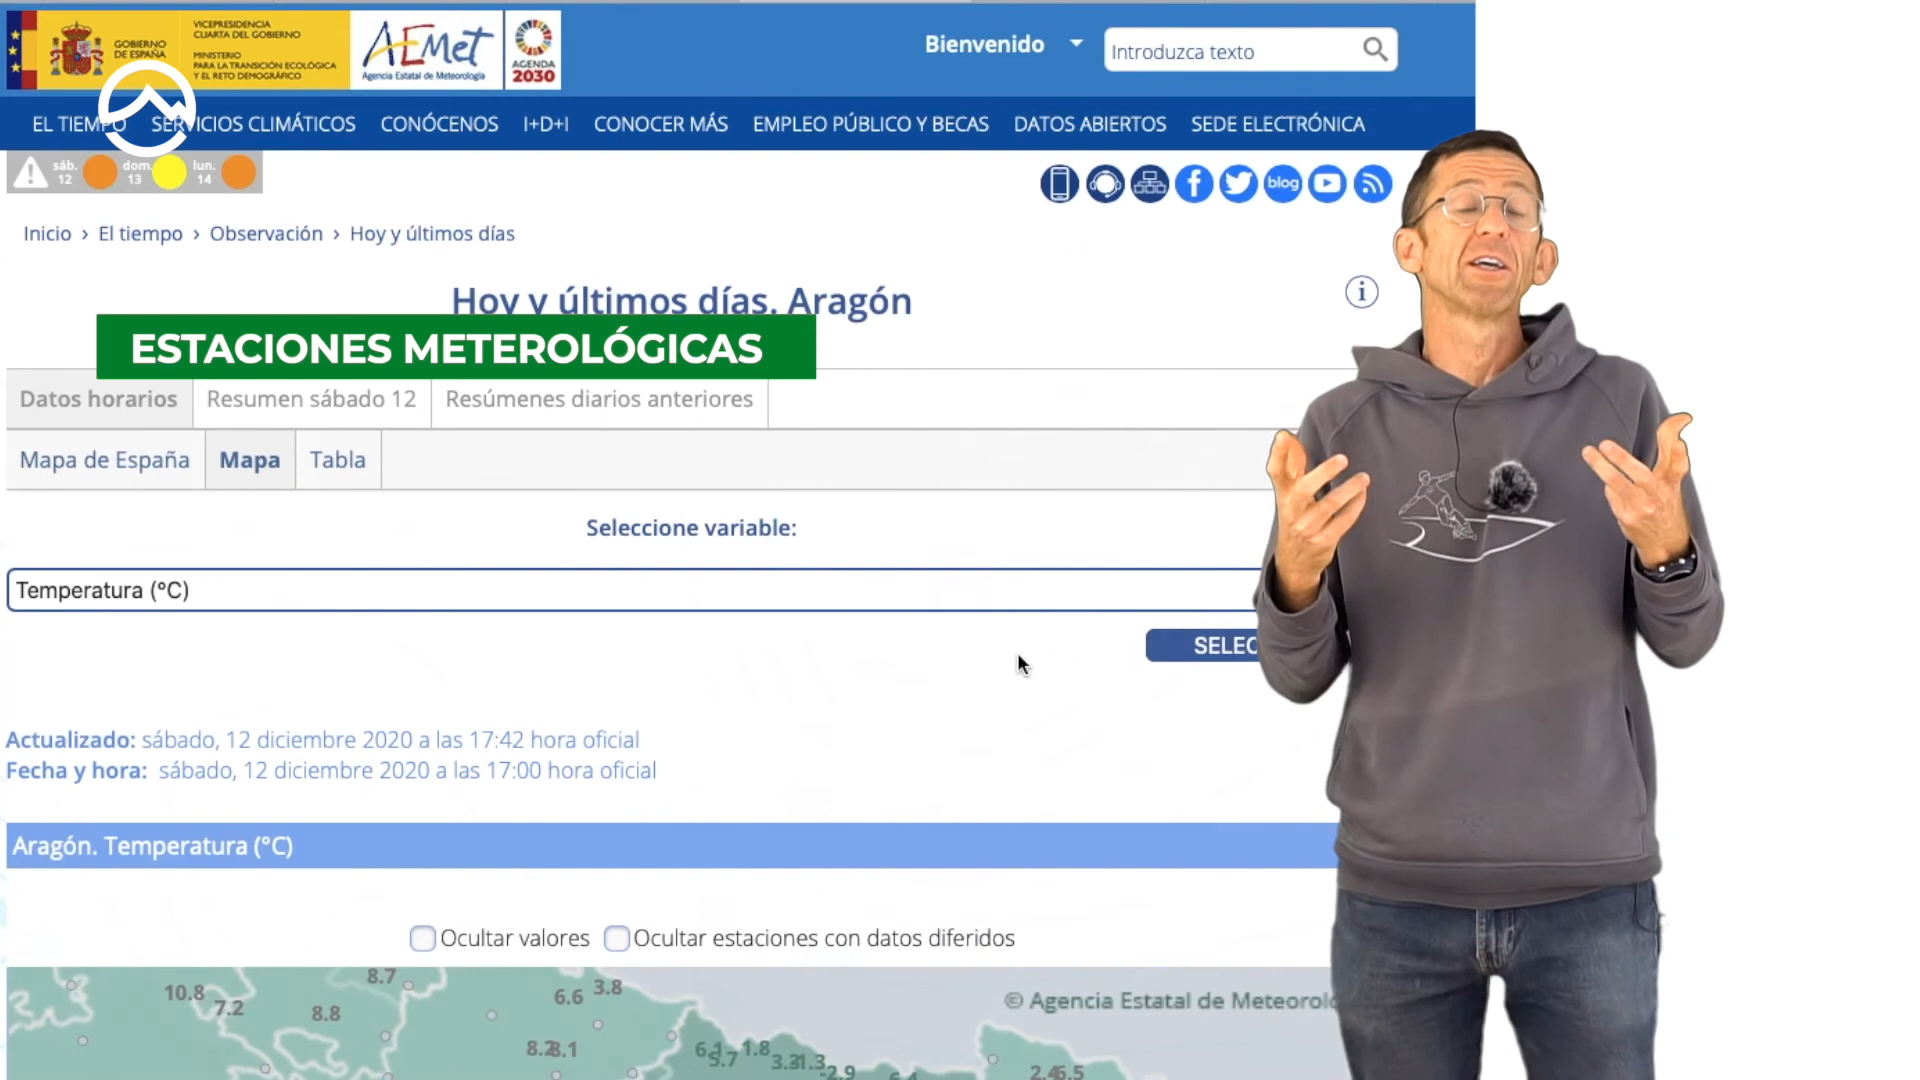 GOBIERNO
DE ESPAÑA
VICEPRESIDENCIA
CUARTA DEL GOBIERNO
MINISTERIO
PARA LA TRANSICIÓN ECOLÓGICA
Y EL RETO DEMOGRÁFICO
AEMet
Agencia Estatal de Meteorología
AGENDA
2030
Bienvenido
Introduzca texto
EL TIEMPO SERVICIOS CLIMÁTICOS CONÓCENOS I+D+I CONOCER MÁS EMPLEO PÚBLICO Y BECAS DATOS ABIERTOS SEDE ELECTRÓNICA
sáb. 12 dom. 13 lun. 14
blog
Inicio › El tiempo › Observación › Hoy y últimos días
Hoy y últimos días. Aragón
ESTACIONES METEROLÓGICAS
Datos horarios Resumen sábado 12 Resúmenes diarios anteriores
Mapa de España Mapa Tabla
Seleccione variable:
Temperatura (°C)
SELEC
Actualizado: sábado, 12 diciembre 2020 a las 17:42 hora oficial
Fecha y hora: sábado, 12 diciembre 2020 a las 17:00 hora oficial
Aragón. Temperatura (°C)
Ocultar valores Ocultar estaciones con datos diferidos
8.7
10.8 7.2 8.8 6.6 3.8
© Agencia Estatal de Meteorolo
1.8
-2.9